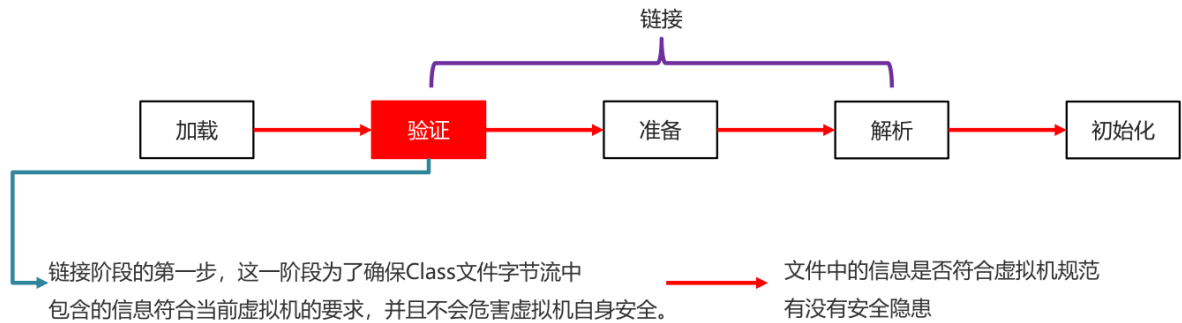 链接
加载
验证
准备
解析
初始化
链接阶段的第一步，这一阶段为了确保Class文件字节流中
包含的信息符合当前虚拟机的要求，并且不会危害虚拟机自身安全。
文件中的信息是否符合虚拟机规范
有没有安全隐患